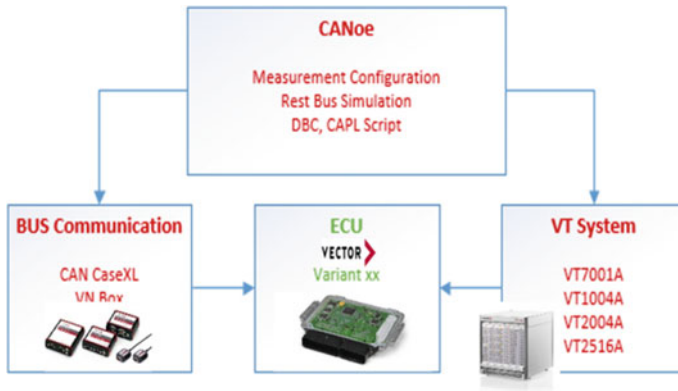 CANoe
Measurement Configuration
Rest Bus Simulation
DBC, CAPL Script
BUS Communication
CAN CaseXL
VN Box
ECU
VECTOR
Variant xx
VT System
VT7001A
VT1004A
VT2004A
VT2516A